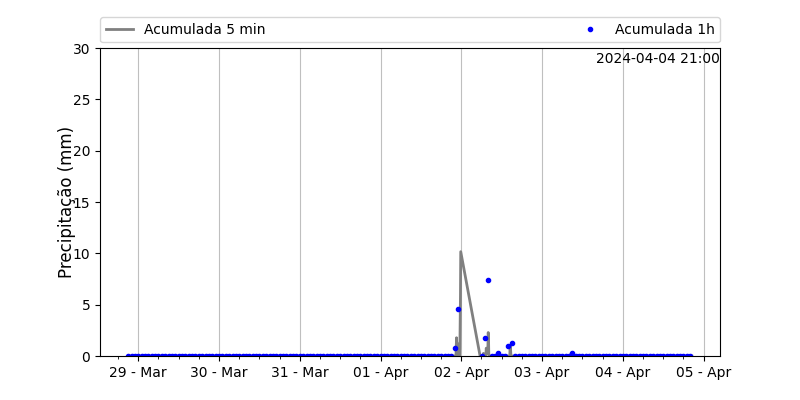 Acumulada 5 min
Acumulada 1h
2024-04-04 21:00
Precipitação (mm)
30
25
20
15
10
5
0
29 - Mar
30 - Mar
31 - Mar
01 - Apr
02 - Apr
03 - Apr
04 - Apr
05 - Apr